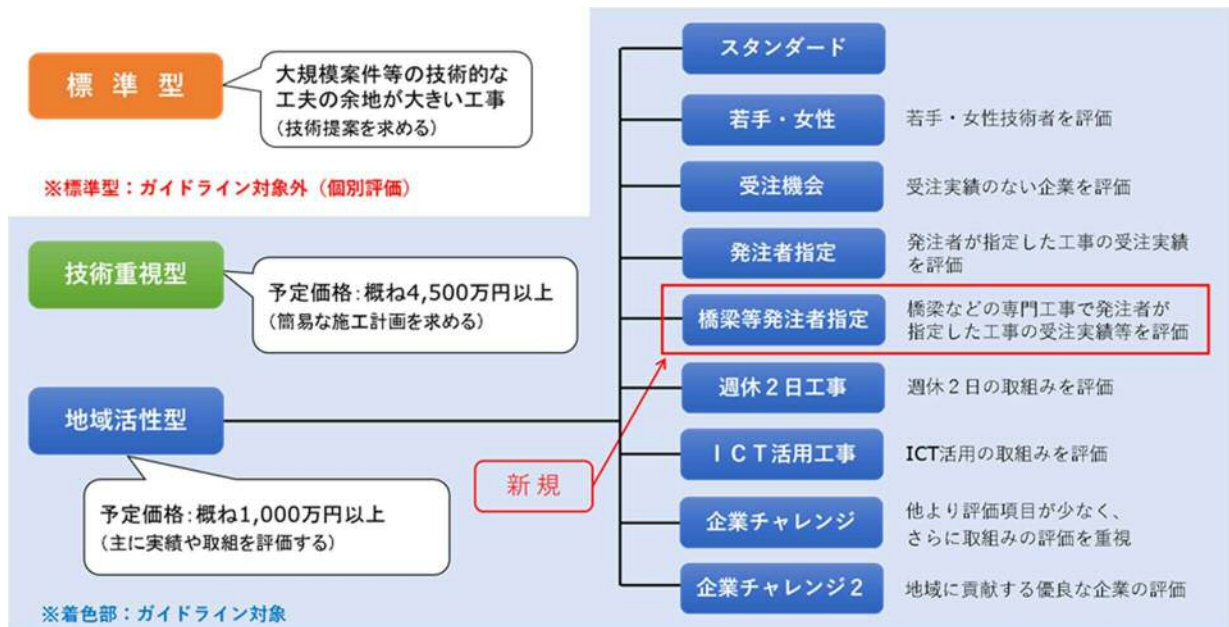 標 準 型
大規模案件等の技術的な
工夫の余地が大きい工事
(技術提案を求める)
※標準型：ガイドライン対象外（個別評価）
技術重視型
予定価格:概ね4,500万円以上
(簡易な施工計画を求める)
地域活性型
予定価格:概ね1,000万円以上
(主に実績や取組を評価する)
※着色部：ガイドライン対象
新 規
スタンダード
若手・女性
若手・女性技術者を評価
受注機会
受注実績のない企業を評価
発注者指定
発注者が指定した工事の受注実績
を評価
橋梁等発注者指定
橋梁などの専門工事で発注者が
指定した工事の受注実績等を評価
週休２日工事
週休２日の取組みを評価
ＩＣＴ活用工事
ICT活用の取組みを評価
企業チャレンジ
他より評価項目が少なく、
さらに取組みの評価を重視
企業チャレンジ２
地域に貢献する優良な企業の評価